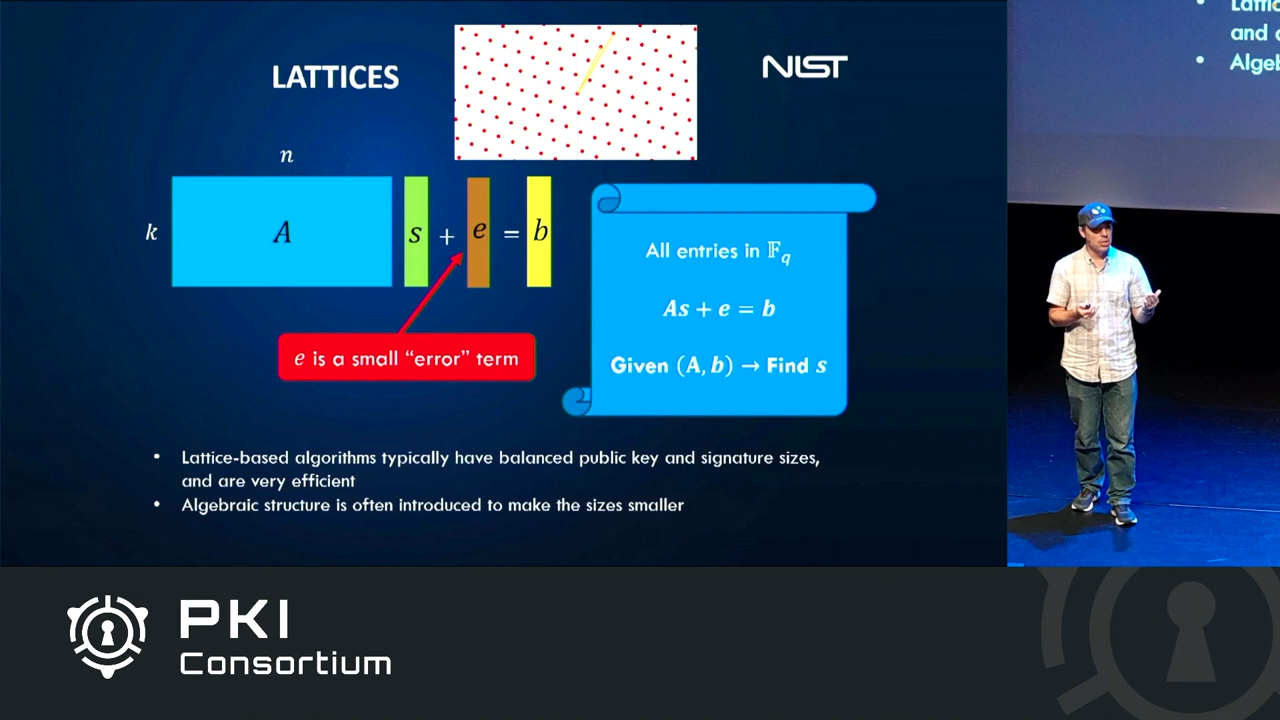 LATTICES
NIST
n
k
A
s
+
e
=
b
e is a small “error” term
All entries in 𝔽q
As + e = b
Given (A, b) → Find s
• Lattice-based algorithms typically have balanced public key and signature sizes,
and are very efficient
• Algebraic structure is often introduced to make the sizes smaller
and
• Algeb
PKI
Consortium